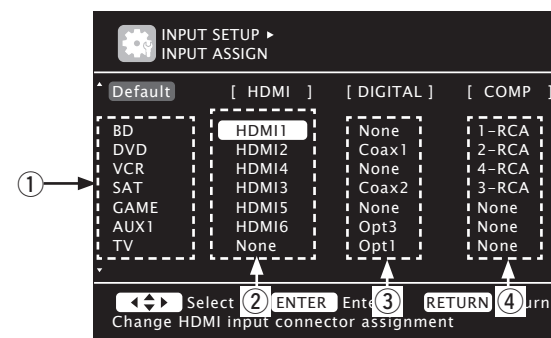 INPUT SETUP ▸
INPUT ASSIGN
Default [ HDMI ] [ DIGITAL ] [ COMP ]
BD HDMI1 None 1-RCA
DVD HDMI2 Coax1 2-RCA
VCR HDMI4 None 4-RCA
SAT HDMI3 Coax2 3-RCA
GAME HDMI5 None None
AUX1 HDMI6 Opt3 None
TV None Opt1 None
① ② ③ ④
Select ENTER RETURN
Change HDMI input connector assignment